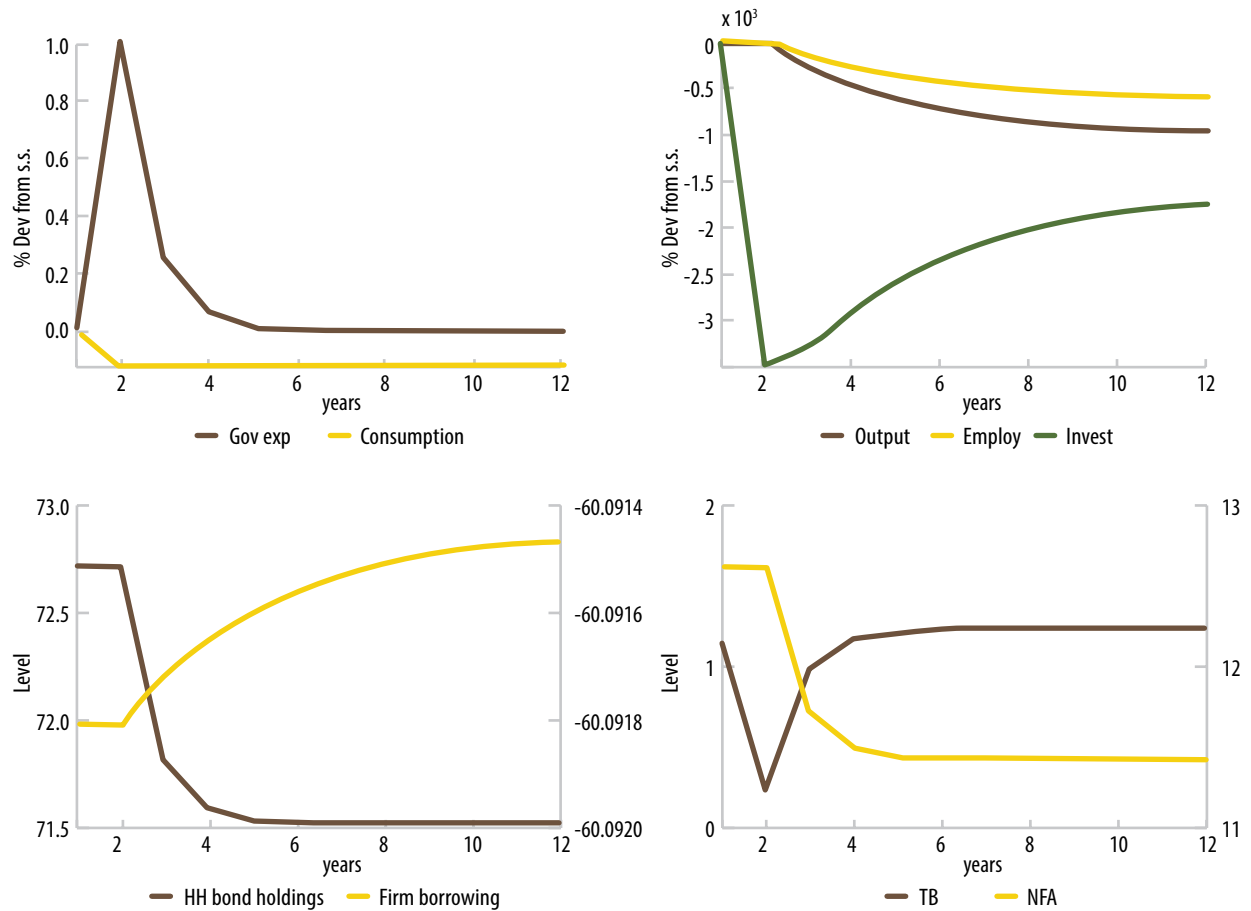 1.0
0.8
0.6
0.4
0.2
0.0
% Dev from s.s.
2 4 6 8 10 12
years
Gov exp Consumption
x 10³
0
-0.5
-1
-1.5
-2
-2.5
-3
% Dev from s.s.
2 4 6 8 10 12
years
Output Employ Invest
73.0
72.5
72.0
71.5
Level
-60.0914
-60.0916
-60.0918
-60.0920
2 4 6 8 10 12
years
HH bond holdings Firm borrowing
2
1
0
Level
13
12
11
2 4 6 8 10 12
years
TB NFA